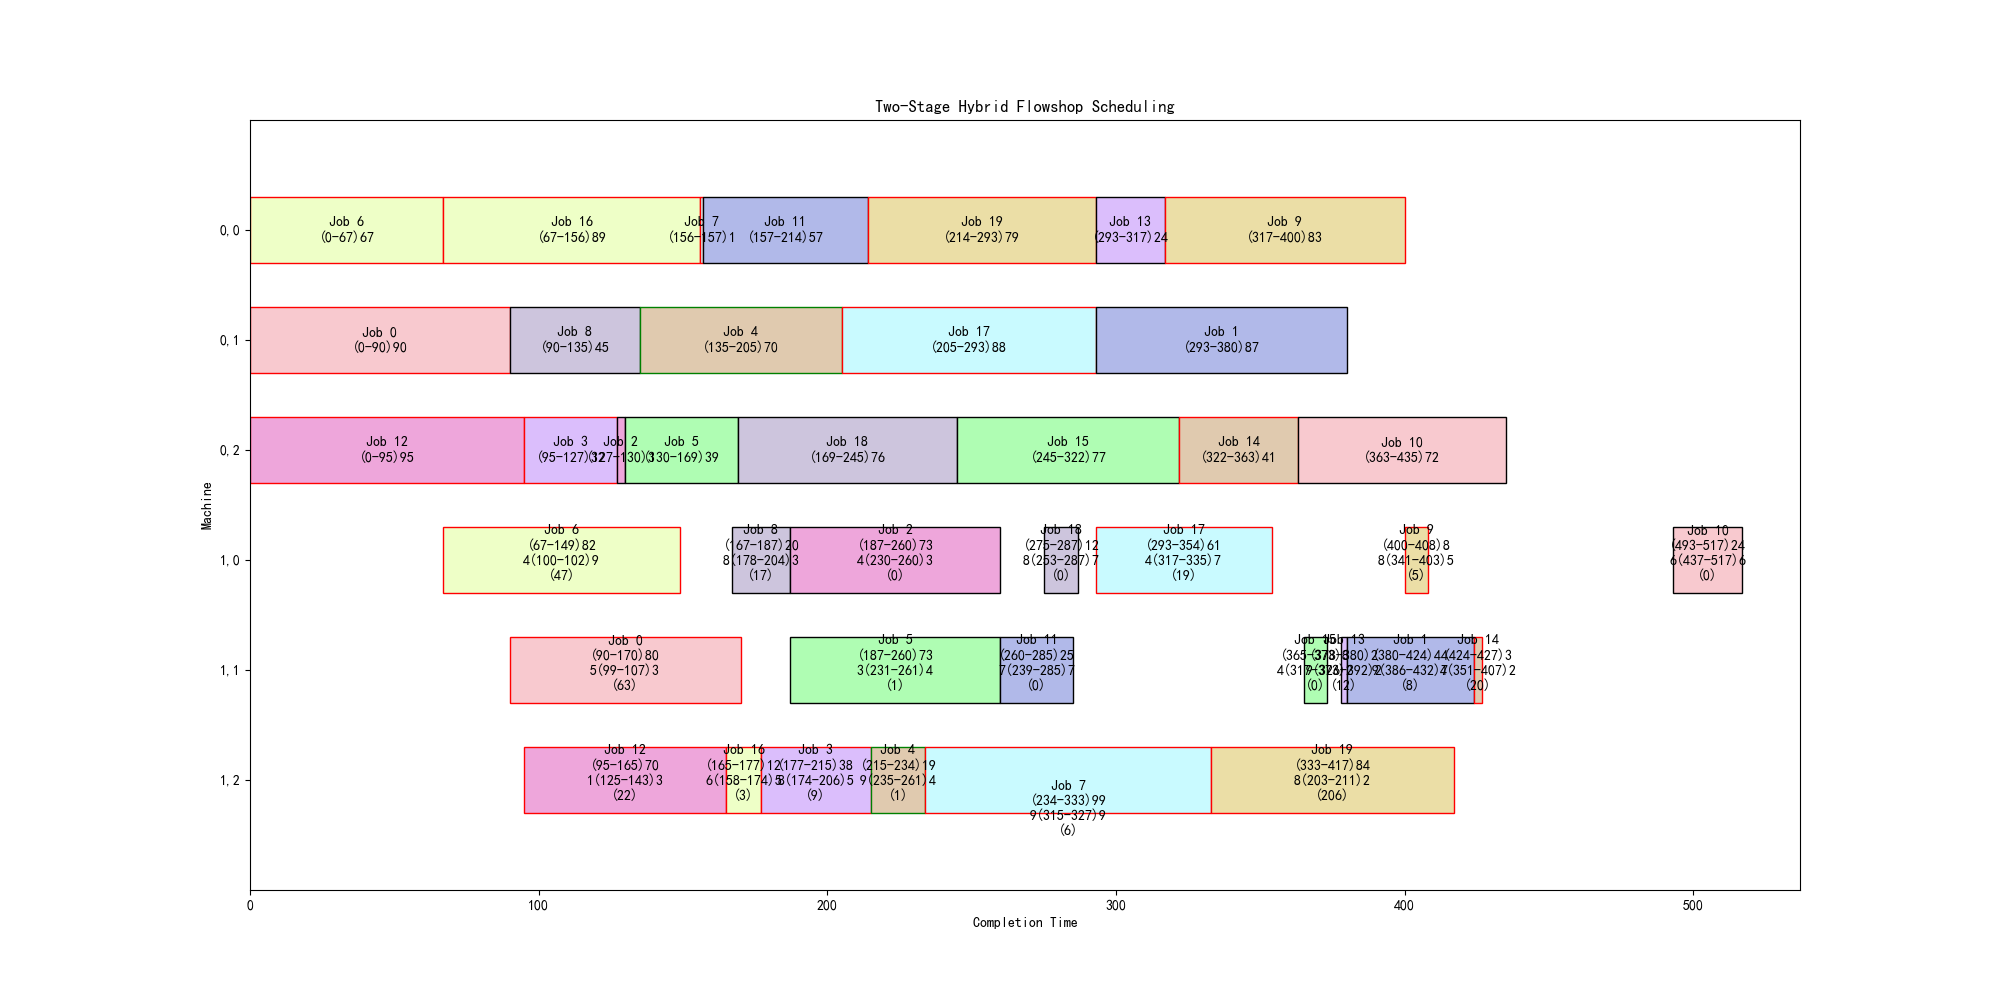 Two-Stage Hybrid Flowshop Scheduling
0,0
Job 6
(0-67)67
Job 16
(67-156)89
Job 7
(156-157)1
Job 11
(157-214)57
Job 19
(214-293)79
Job 13
(293-317)24
Job 9
(317-400)83
0,1
Job 0
(0-90)90
Job 8
(90-135)45
Job 4
(135-205)70
Job 17
(205-293)88
Job 1
(293-380)87
0,2
Job 12
(0-95)95
Job 3
(95-127)32
Job 2
(127-130)3
Job 5
(130-169)39
Job 18
(169-245)76
Job 15
(245-322)77
Job 14
(322-363)41
Job 10
(363-435)72
Machine
1,0
Job 6
(67-149)82
4(100-102)9
(47)
Job 8
(167-187)20
8(178-204)3
(17)
Job 2
(187-260)73
4(230-260)3
(0)
Job 18
(275-287)12
8(253-287)7
(0)
Job 17
(293-354)61
4(317-335)7
(19)
Job 9
(400-408)8
8(341-403)5
(5)
Job 10
(493-517)24
6(437-517)6
(0)
1,1
Job 0
(90-170)80
5(99-107)3
(63)
Job 5
(187-260)73
3(231-261)4
(1)
Job 11
(260-285)25
7(239-285)7
(0)
Job 15
(365-373)8
(0)
Job 13
(378-380)2
(12)
Job 1
(380-424)44
9(386-432)4
(8)
Job 14
(424-427)3
7(351-407)2
(20)
1,2
Job 12
(95-165)70
1(125-143)3
(22)
Job 16
(165-177)12
6(158-174)5
(3)
Job 3
(177-215)38
8(174-206)5
(9)
Job 4
(215-234)19
9(235-261)4
(1)
Job 7
(234-333)99
9(315-327)9
(6)
Job 19
(333-417)84
8(203-211)2
(206)
0
100
200
300
400
500
Completion Time